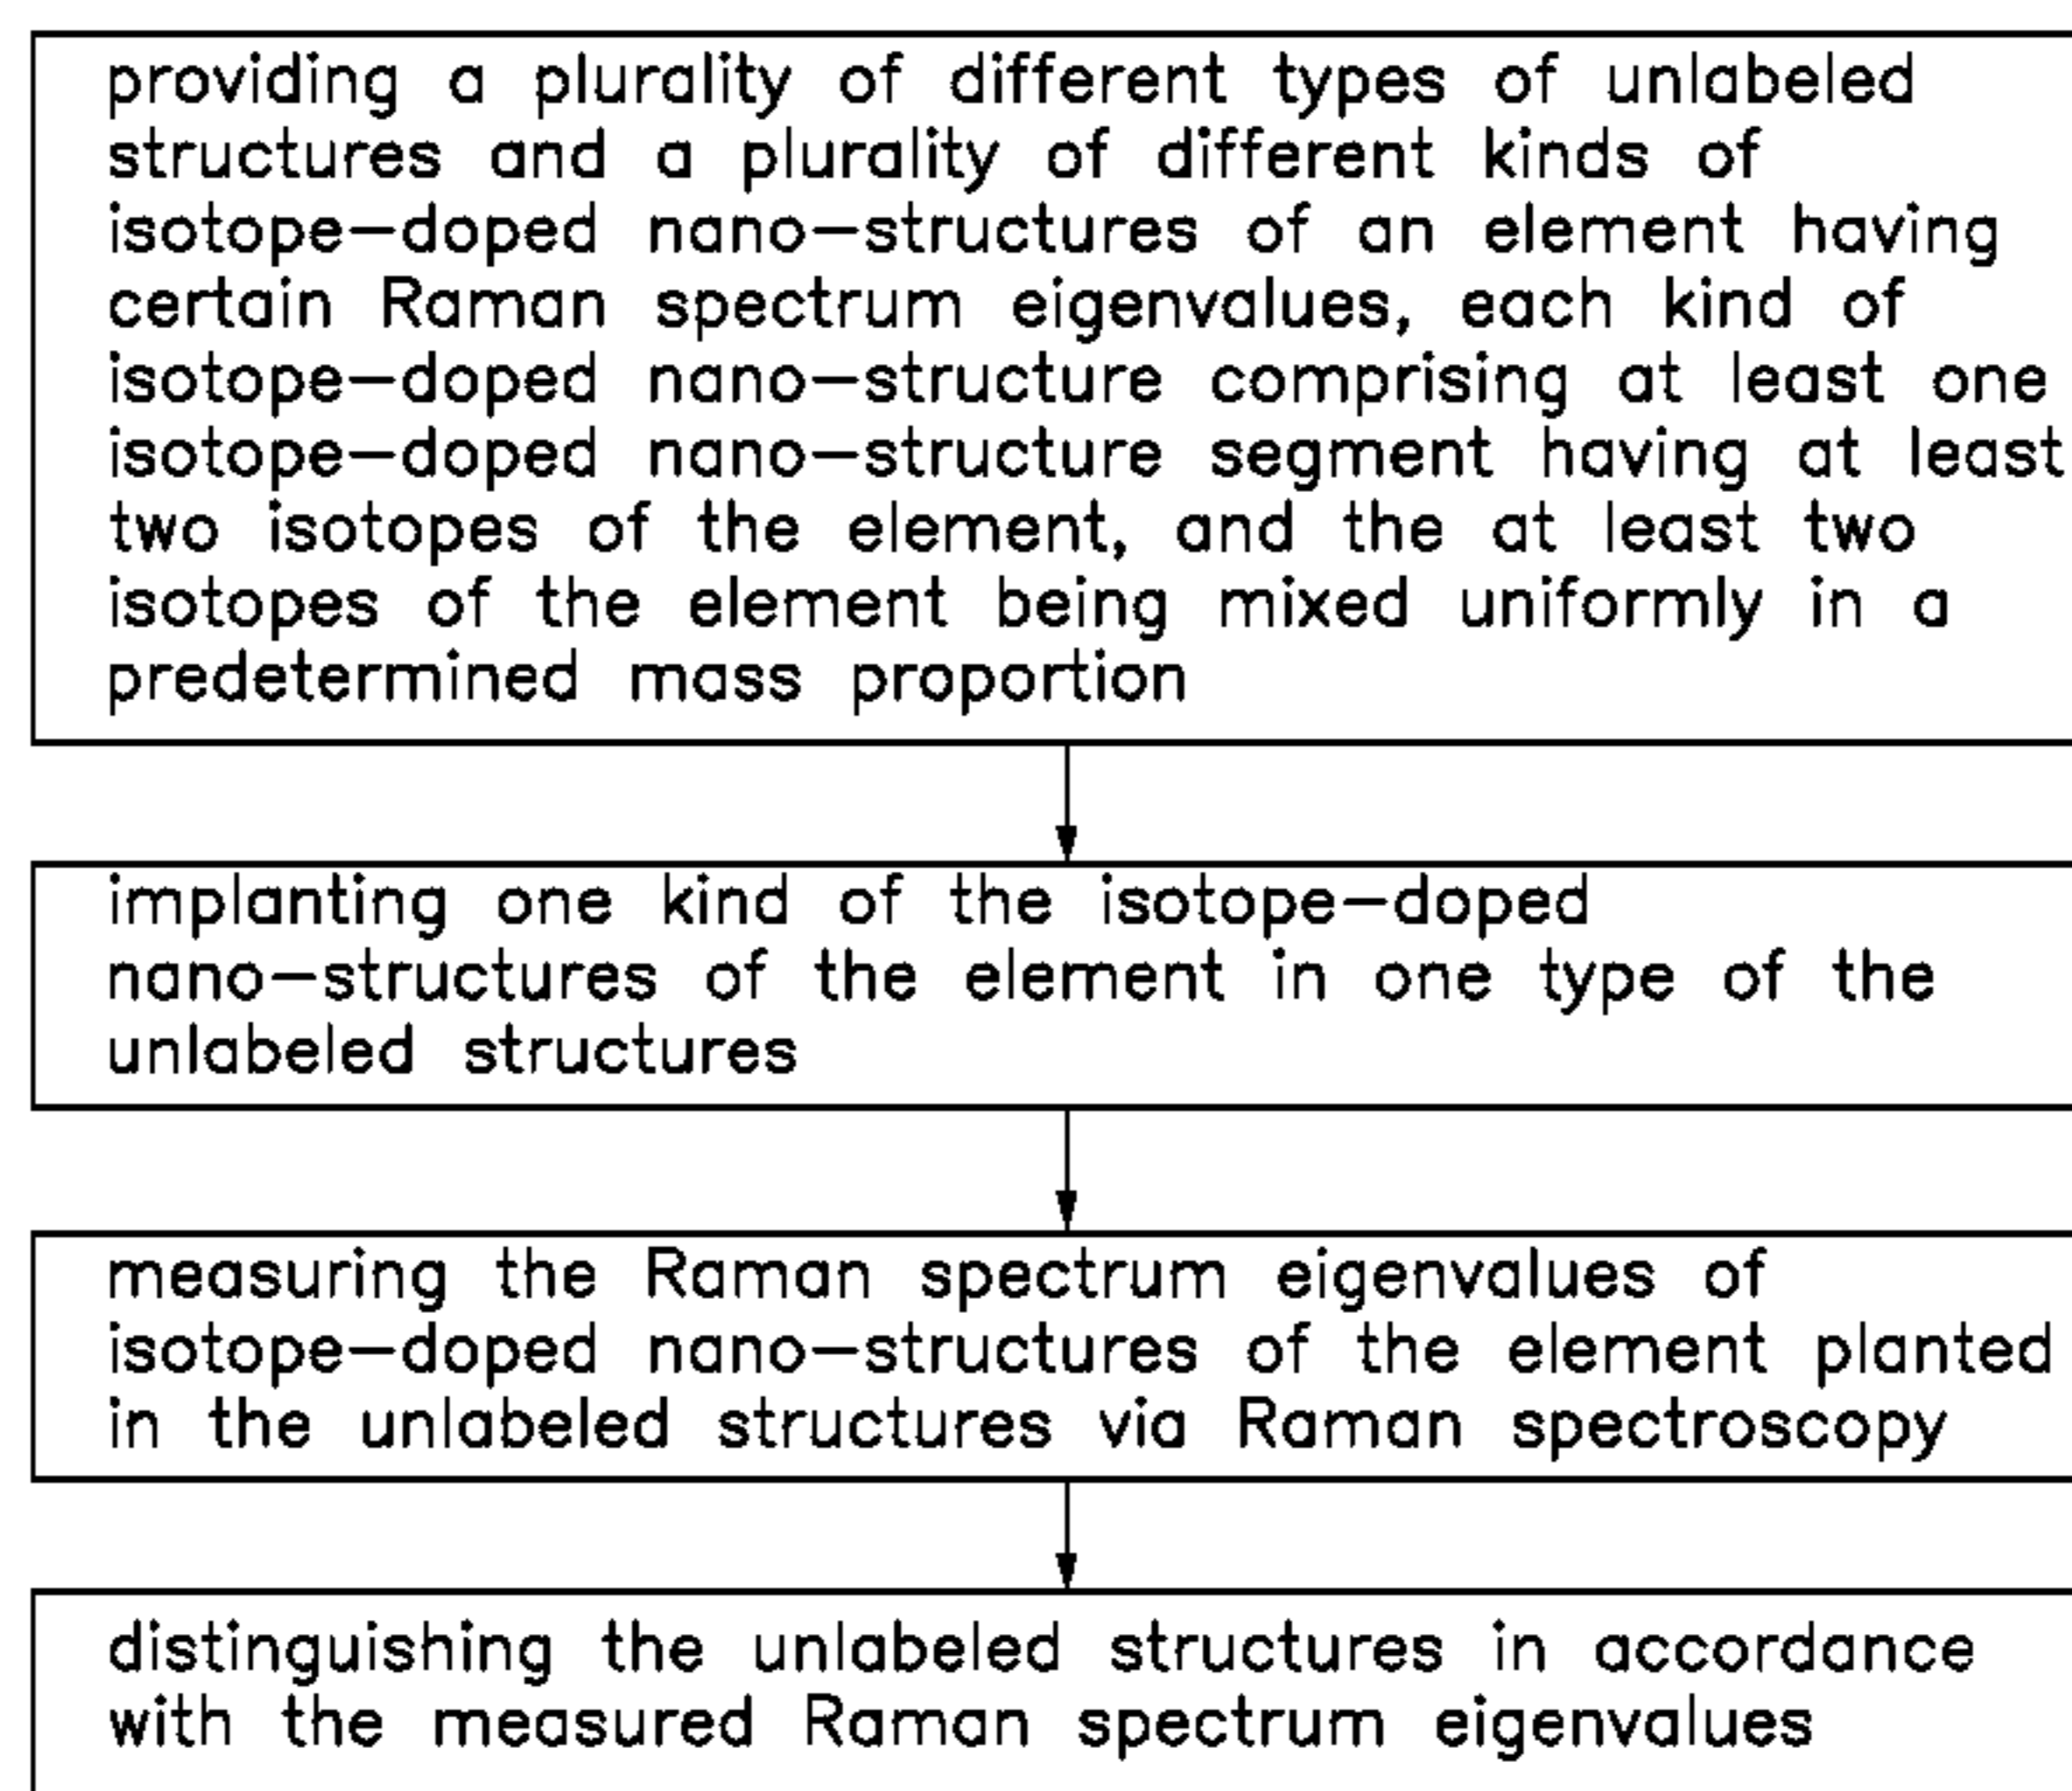 providing a plurality of different types of unlabeled
structures and a plurality of different kinds of
isotope-doped nano-structures of an element having
certain Raman spectrum eigenvalues, each kind of
isotope-doped nano-structure comprising at least one
isotope-doped nano-structure segment having at least
two isotopes of the element, and the at least two
isotopes of the element being mixed uniformly in a
predetermined mass proportion
implanting one kind of the isotope-doped
nano-structures of the element in one type of the
unlabeled structures
measuring the Raman spectrum eigenvalues of
isotope-doped nano-structures of the element planted
in the unlabeled structures via Raman spectroscopy
distinguishing the unlabeled structures in accordance
with the measured Raman spectrum eigenvalues